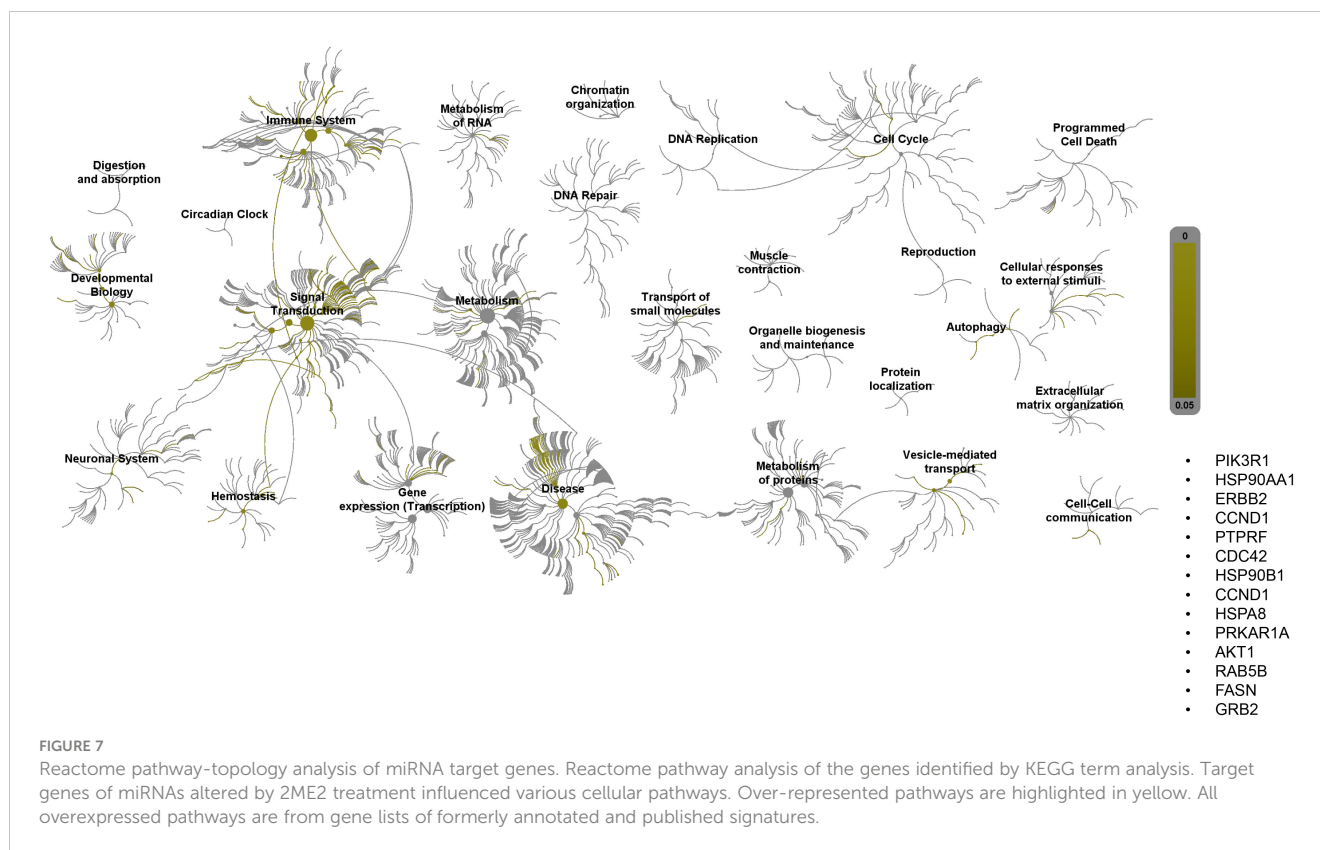 Immune System
Metabolism
of RNA
Chromatin
organization
DNA Replication
Cell Cycle
Programmed
Cell Death
Digestion
and absorption
Circadian Clock
DNA Repair
Developmental
Biology
Signal
Transduction
Metabolism
Transport of
small molecules
Muscle
contraction
Reproduction
Cellular responses
to external stimuli
Organelle biogenesis
and maintenance
Autophagy
Protein
localization
Extracellular
matrix organization
Neuronal System
Hemostasis
Gene
expression (Transcription)
Disease
Metabolism
of proteins
Vesicle-mediated
transport
Cell-Cell
communication
0
0.05
• PIK3R1
• HSP90AA1
• ERBB2
• CCND1
• PTPRF
• CDC42
• HSP90B1
• CCND1
• HSPA8
• PRKAR1A
• AKT1
• RAB5B
• FASN
• GRB2
FIGURE 7
Reactome pathway-topology analysis of miRNA target genes. Reactome pathway analysis of the genes identified by KEGG term analysis. Target
genes of miRNAs altered by 2ME2 treatment influenced various cellular pathways. Over-represented pathways are highlighted in yellow. All
overexpressed pathways are from gene lists of formerly annotated and published signatures.